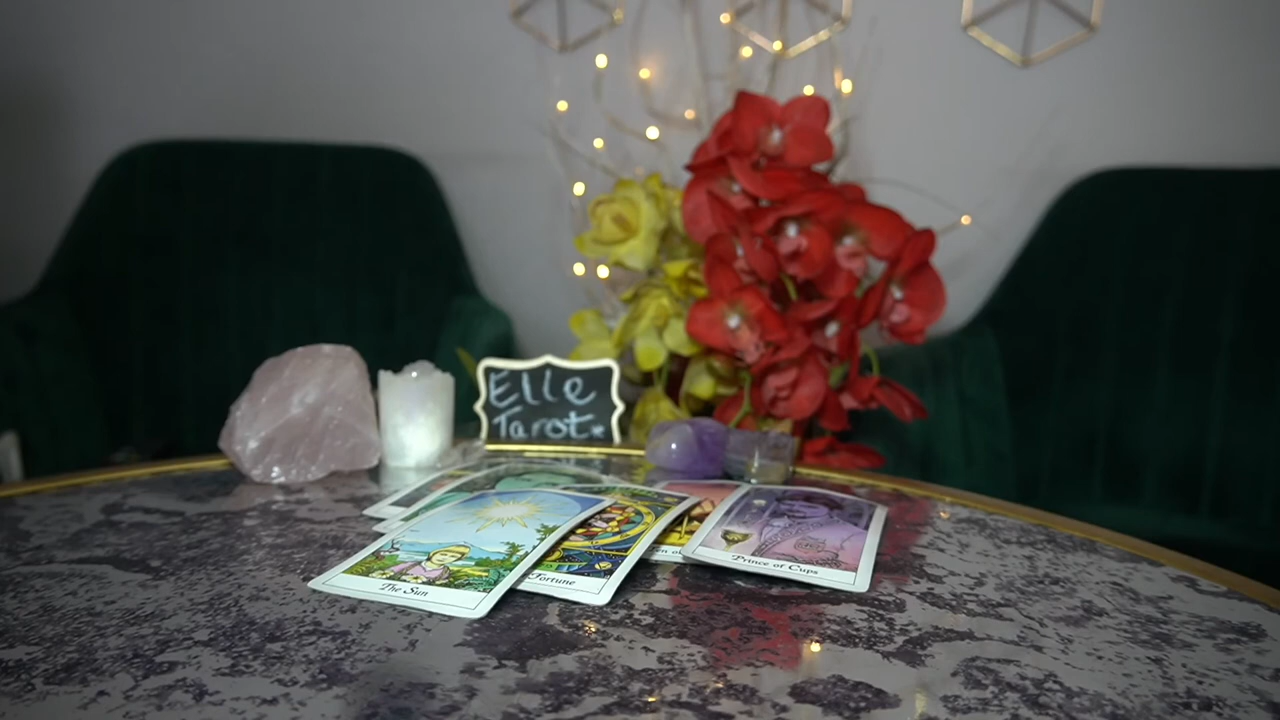 Elle
Tarot
The Sun
Fortune
Prince of Cups